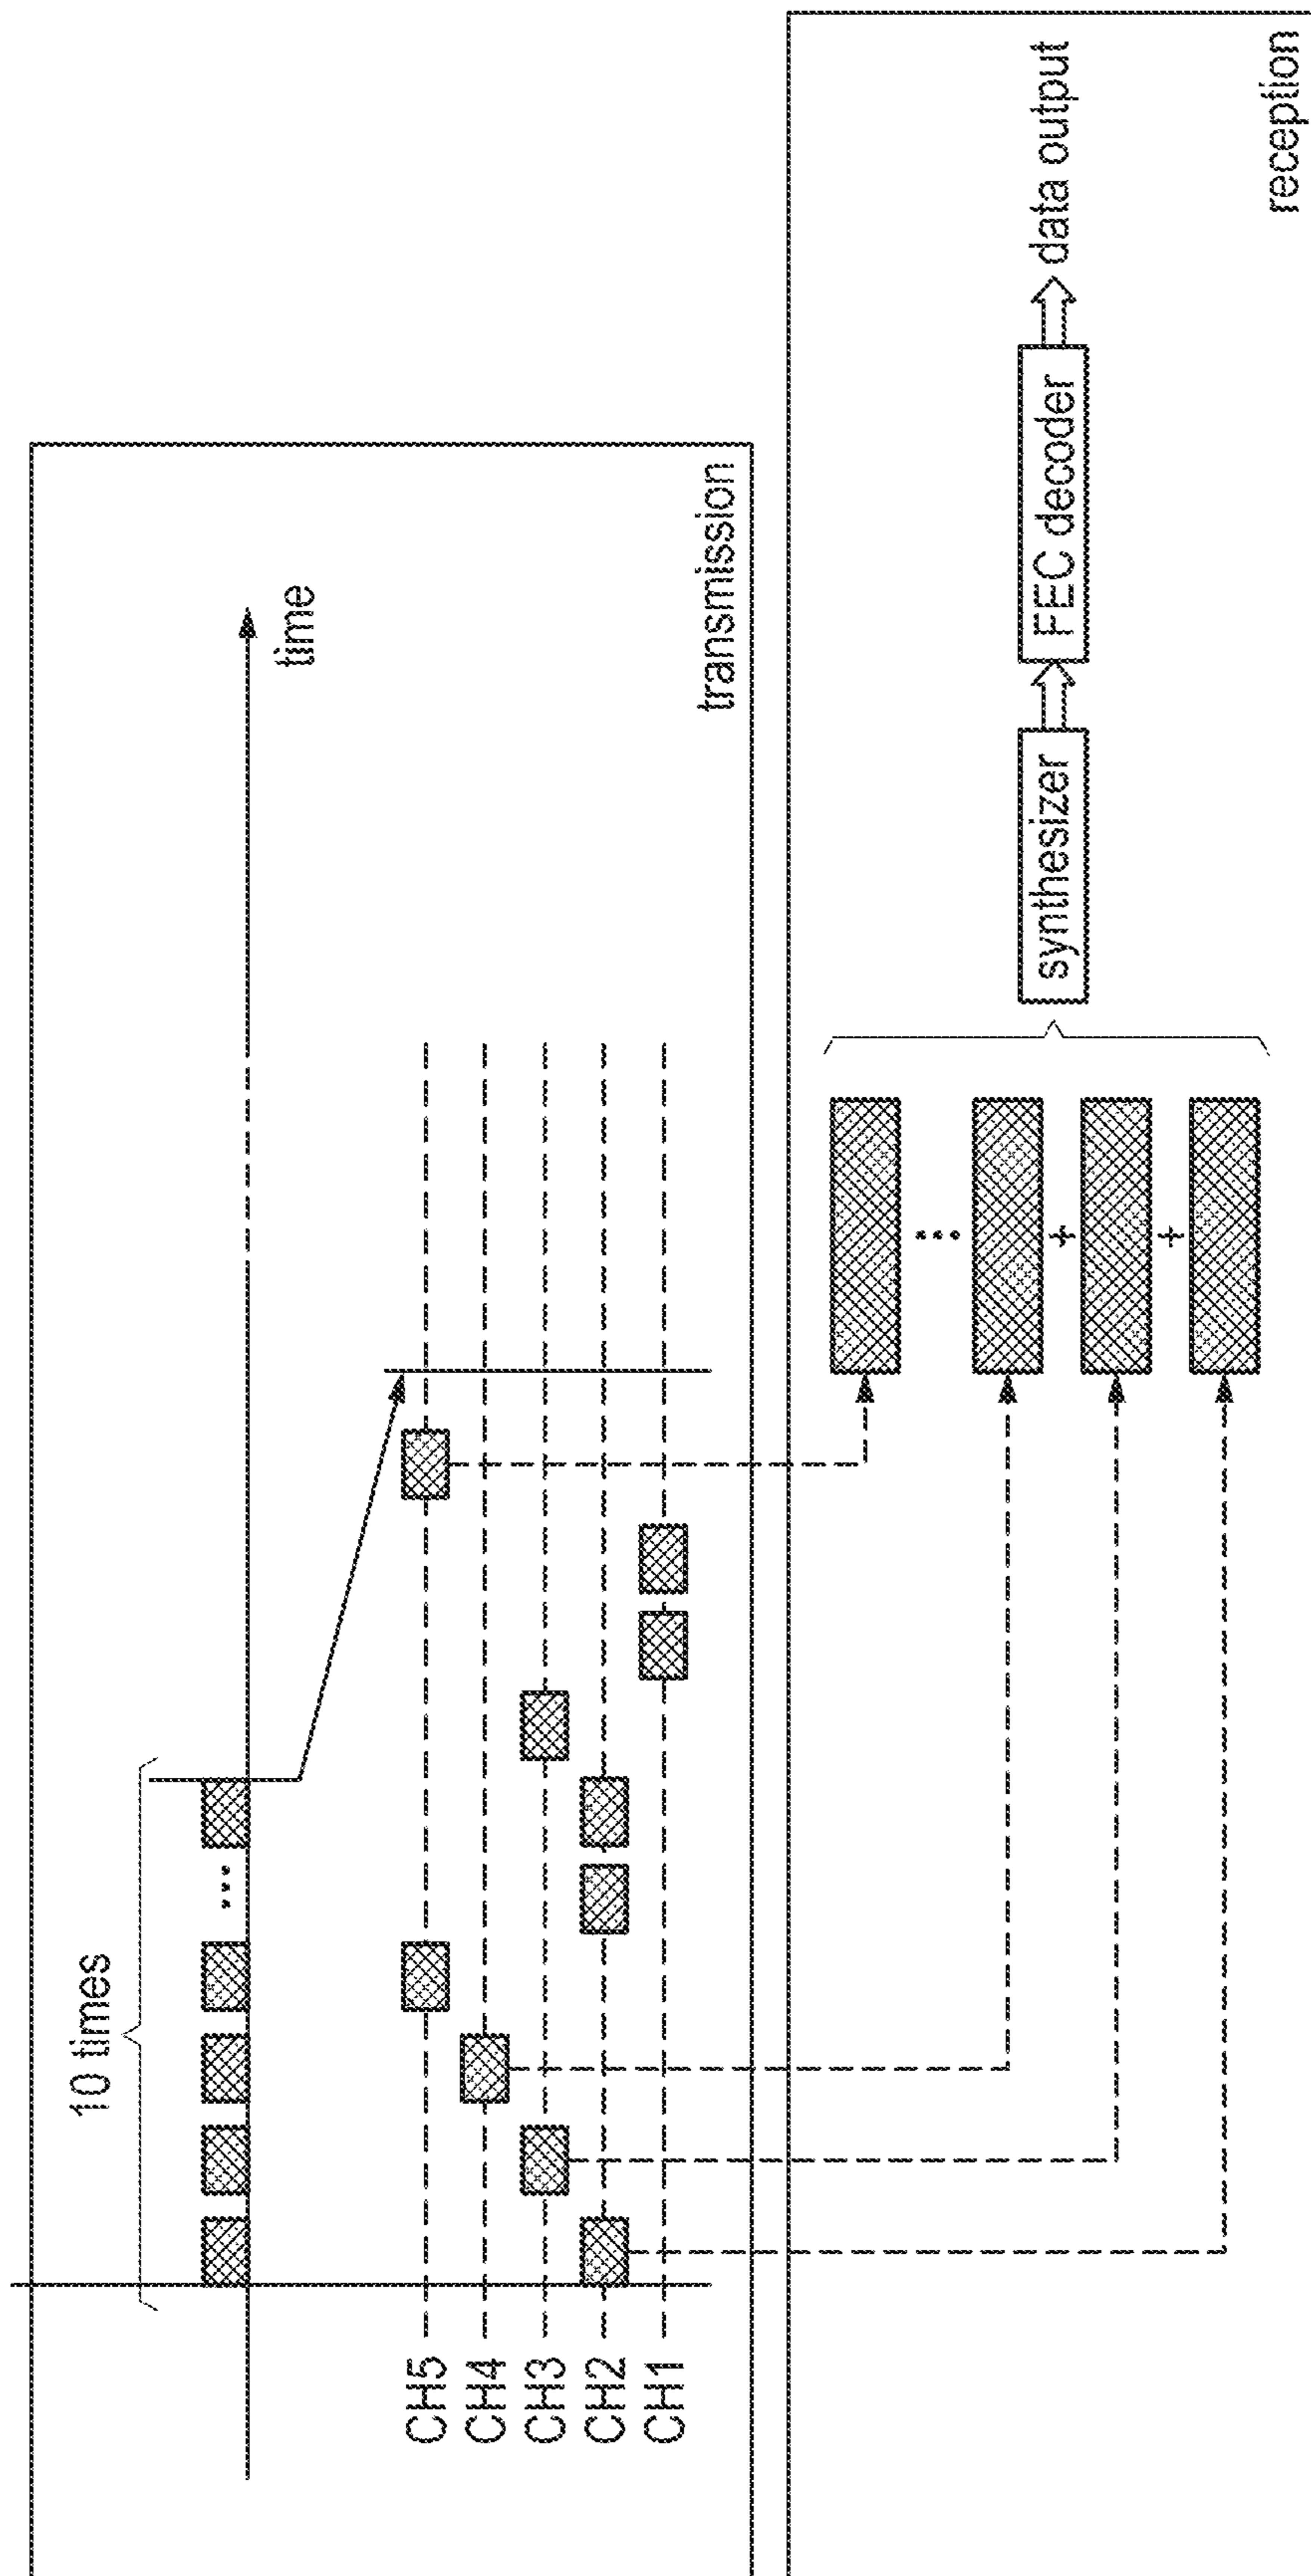 10 times
time
CH5
CH4
CH3
CH2
CH1
transmission
synthesizer
FEC decoder
data output
reception